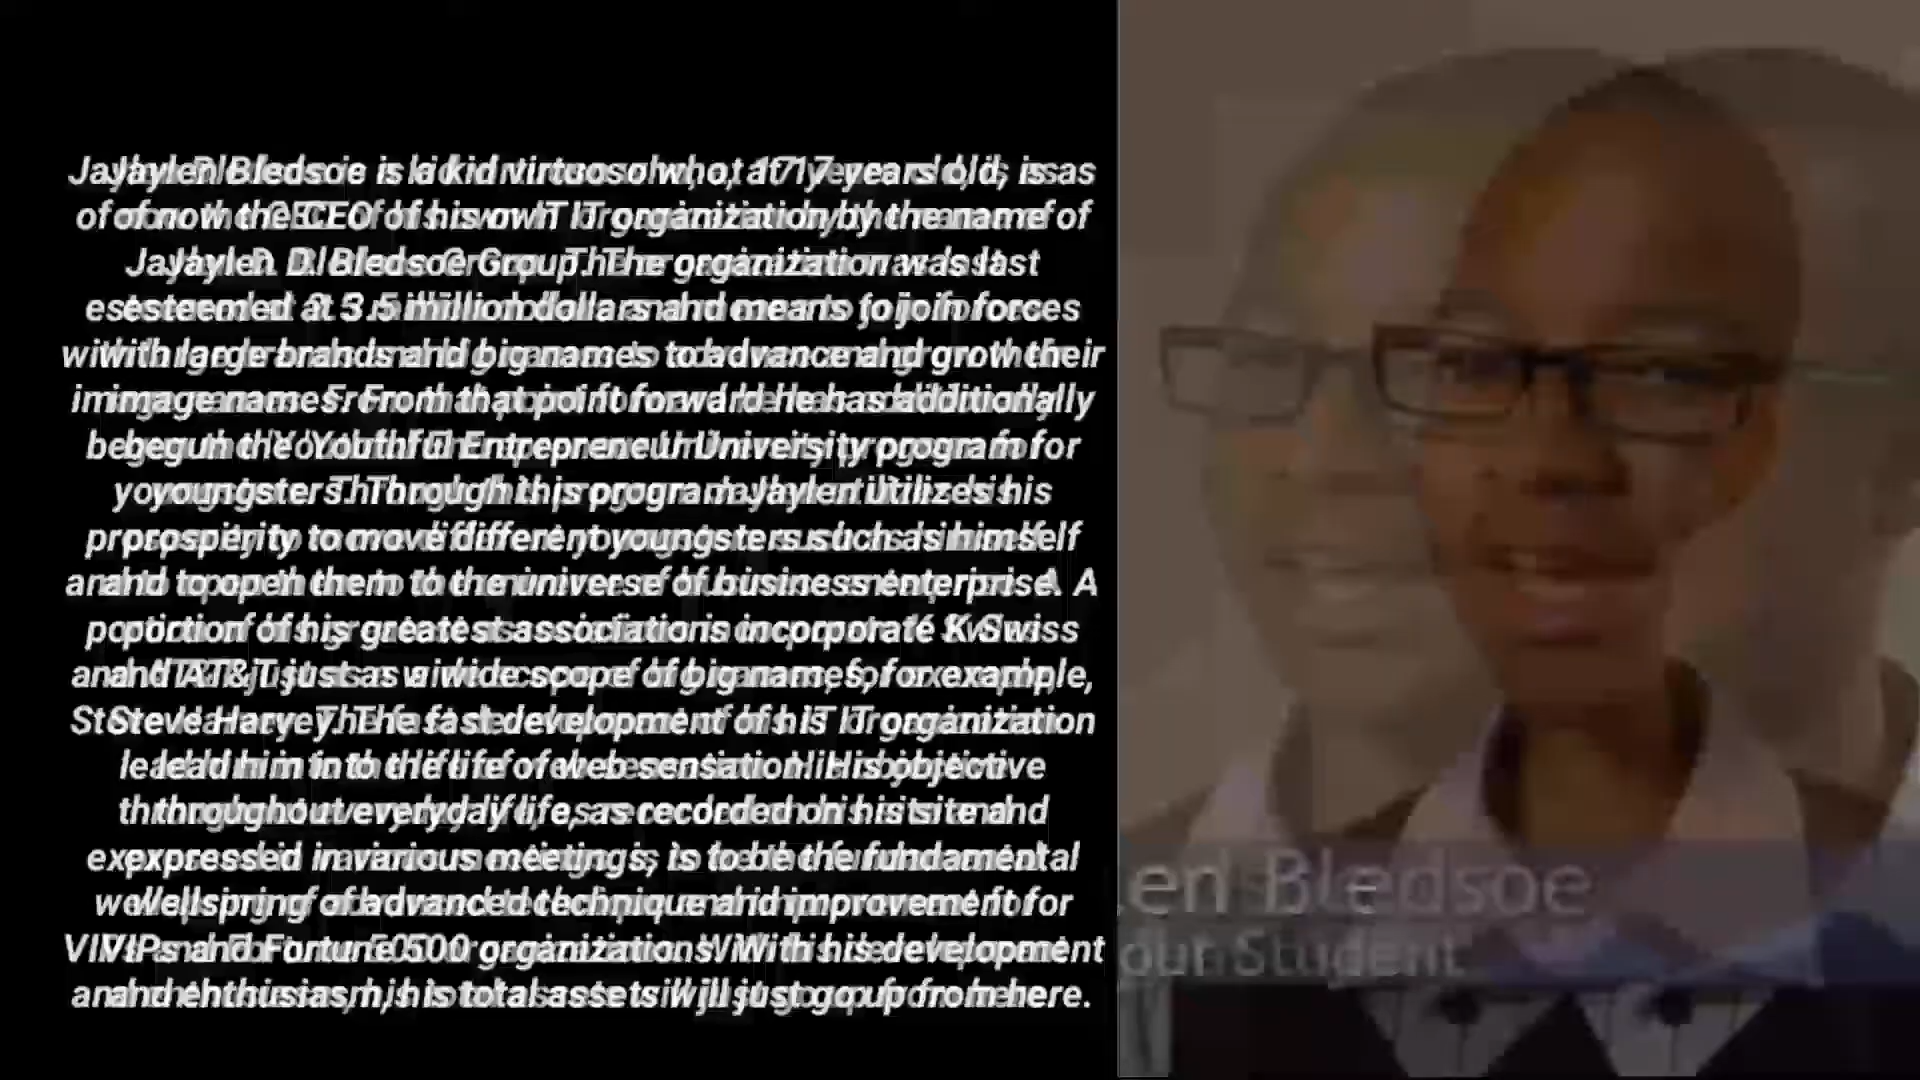 Jaylen D. Bledsoe is a kid virtuoso who, at 17 years old, is as
of now the CEO of his own IT organization by the name of
Jaylen D. Bledsoe Group. The organization was last
esteemed at 3.5 million dollars and means to join forces
with large brands and big names to advance and grow their
image names. From that point forward he has additionally
begun the Youthful Entrepreneur University program for
youngsters. Through this program Jaylen utilizes his
prosperity to move different youngsters such as himself
and to open them to the universe of business enterprise. A
portion of his greatest associations incorporate K Swiss
and AT&T just as a wide scope of big names, for example,
Steve Harvey. The fast development of his IT organization
lead him into the life of web sensation. His objective
throughout everyday life, as recorded on his site and
expressed in various meetings, is to be the fundamental
wellspring of advanced technique and improvement for
VIPs and Fortune 500 organizations. With his development
and enthusiasm, his total assets will just go up from here.
en Bledsoe
our Student